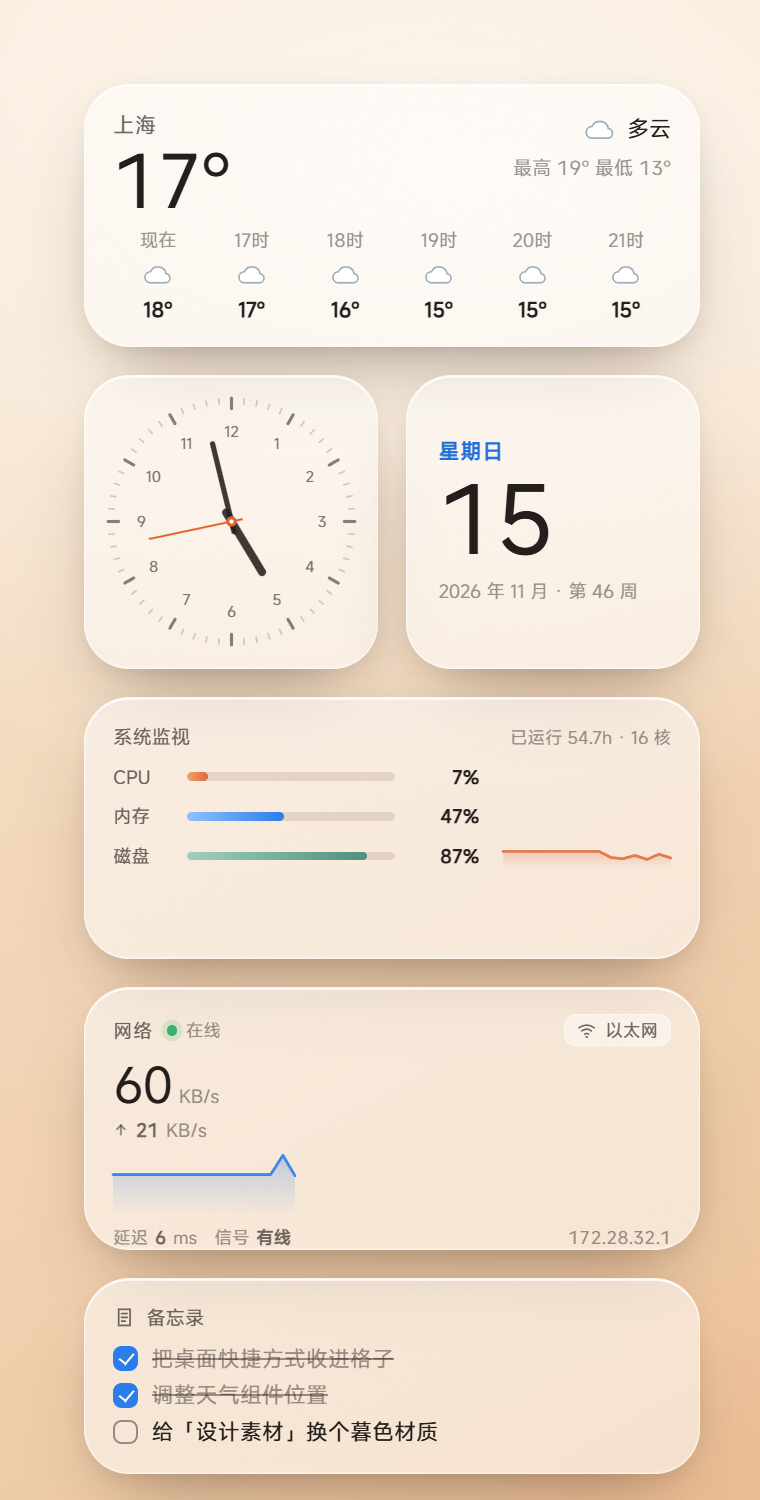 上海
多云
17°
最高 19° 最低 13°
现在 17时 18时 19时 20时 21时
18° 17° 16° 15° 15° 15°
12
11 1
10 2
9 3
8 4
7 5
6
星期日
15
2026 年 11 月 · 第 46 周
系统监视
已运行 54.7h · 16 核
CPU 7%
内存 47%
磁盘 87%
网络 在线
以太网
60 KB/s
↑ 21 KB/s
延迟 6 ms 信号 有线
172.28.32.1
备忘录
把桌面快捷方式收进格子
调整天气组件位置
给「设计素材」换个暮色材质